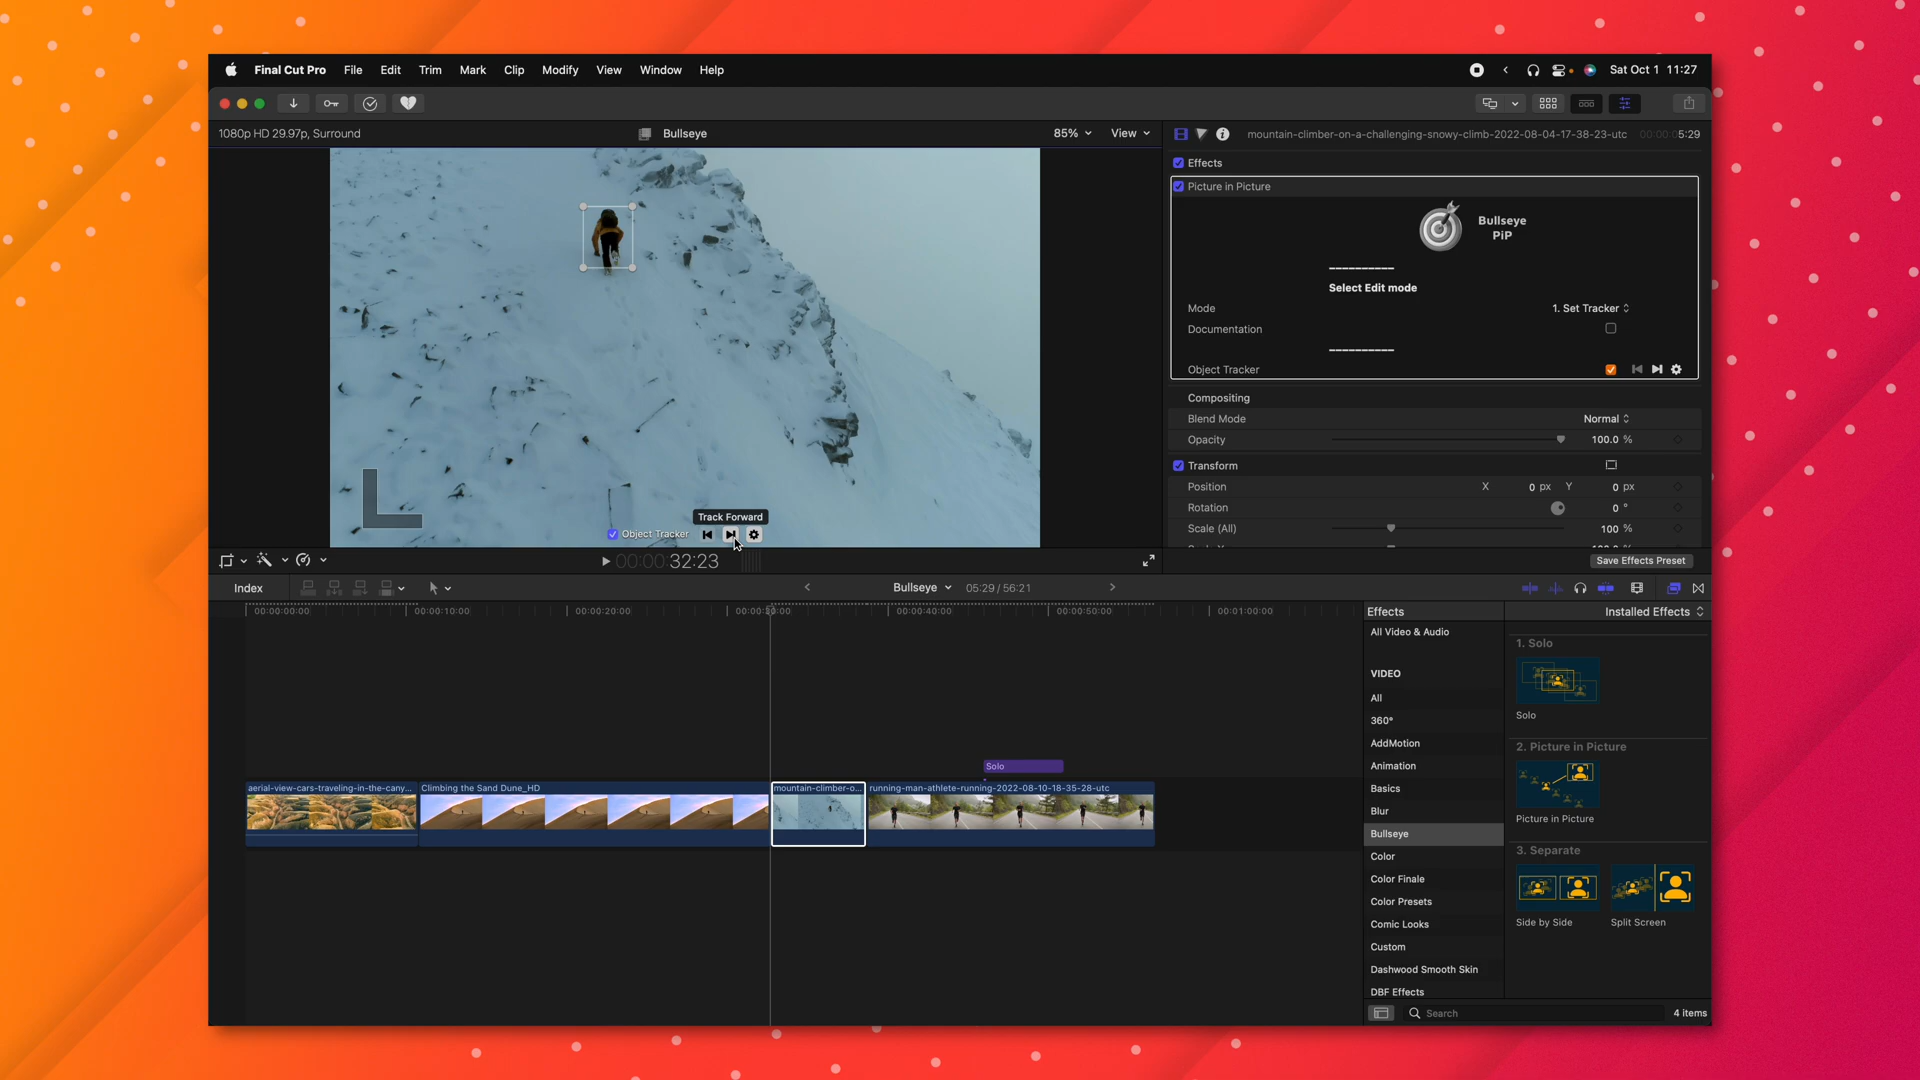 Final Cut Pro File Edit Trim Mark Clip Modify View Window Help
Sat Oct 1 11:27
1080p HD 29.97p, Surround
Bullseye
85%
View
mountain-climber-on-a-challenging-snowy-climb-2022-08-04-17-38-23-utc
00:00:05:29
Effects
Picture in Picture
Bullseye
PiP
Select Edit mode
Mode
1. Set Tracker
Documentation
Object Tracker
Compositing
Blend Mode
Normal
Opacity
100.0 %
Transform
Position
X 0 px Y 0 px
Rotation
0 °
Scale (All)
100 %
Save Effects Preset
Track Forward
Object Tracker
00:00:32:23
Index
Bullseye
05:29 / 56:21
00:00:00:00
00:00:10:00
00:00:20:00
00:00:30:00
00:00:40:00
00:00:50:00
00:01:00:00
Solo
aerial-view-cars-traveling-in-the-cany...
Climbing the Sand Dune_HD
mountain-climber-o...
running-man-athlete-running-2022-08-10-18-35-28-utc
Effects
Installed Effects
All Video & Audio
VIDEO
All
360°
AddMotion
Animation
Basics
Blur
Bullseye
Color
Color Finale
Color Presets
Comic Looks
Custom
Dashwood Smooth Skin
DBF Effects
1. Solo
Solo
2. Picture in Picture
Picture in Picture
3. Separate
Side by Side
Split Screen
Search
4 items